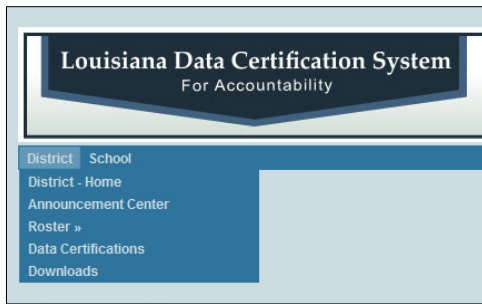 Louisiana Data Certification System
For Accountability
District School
District - Home
Announcement Center
Roster »
Data Certifications
Downloads